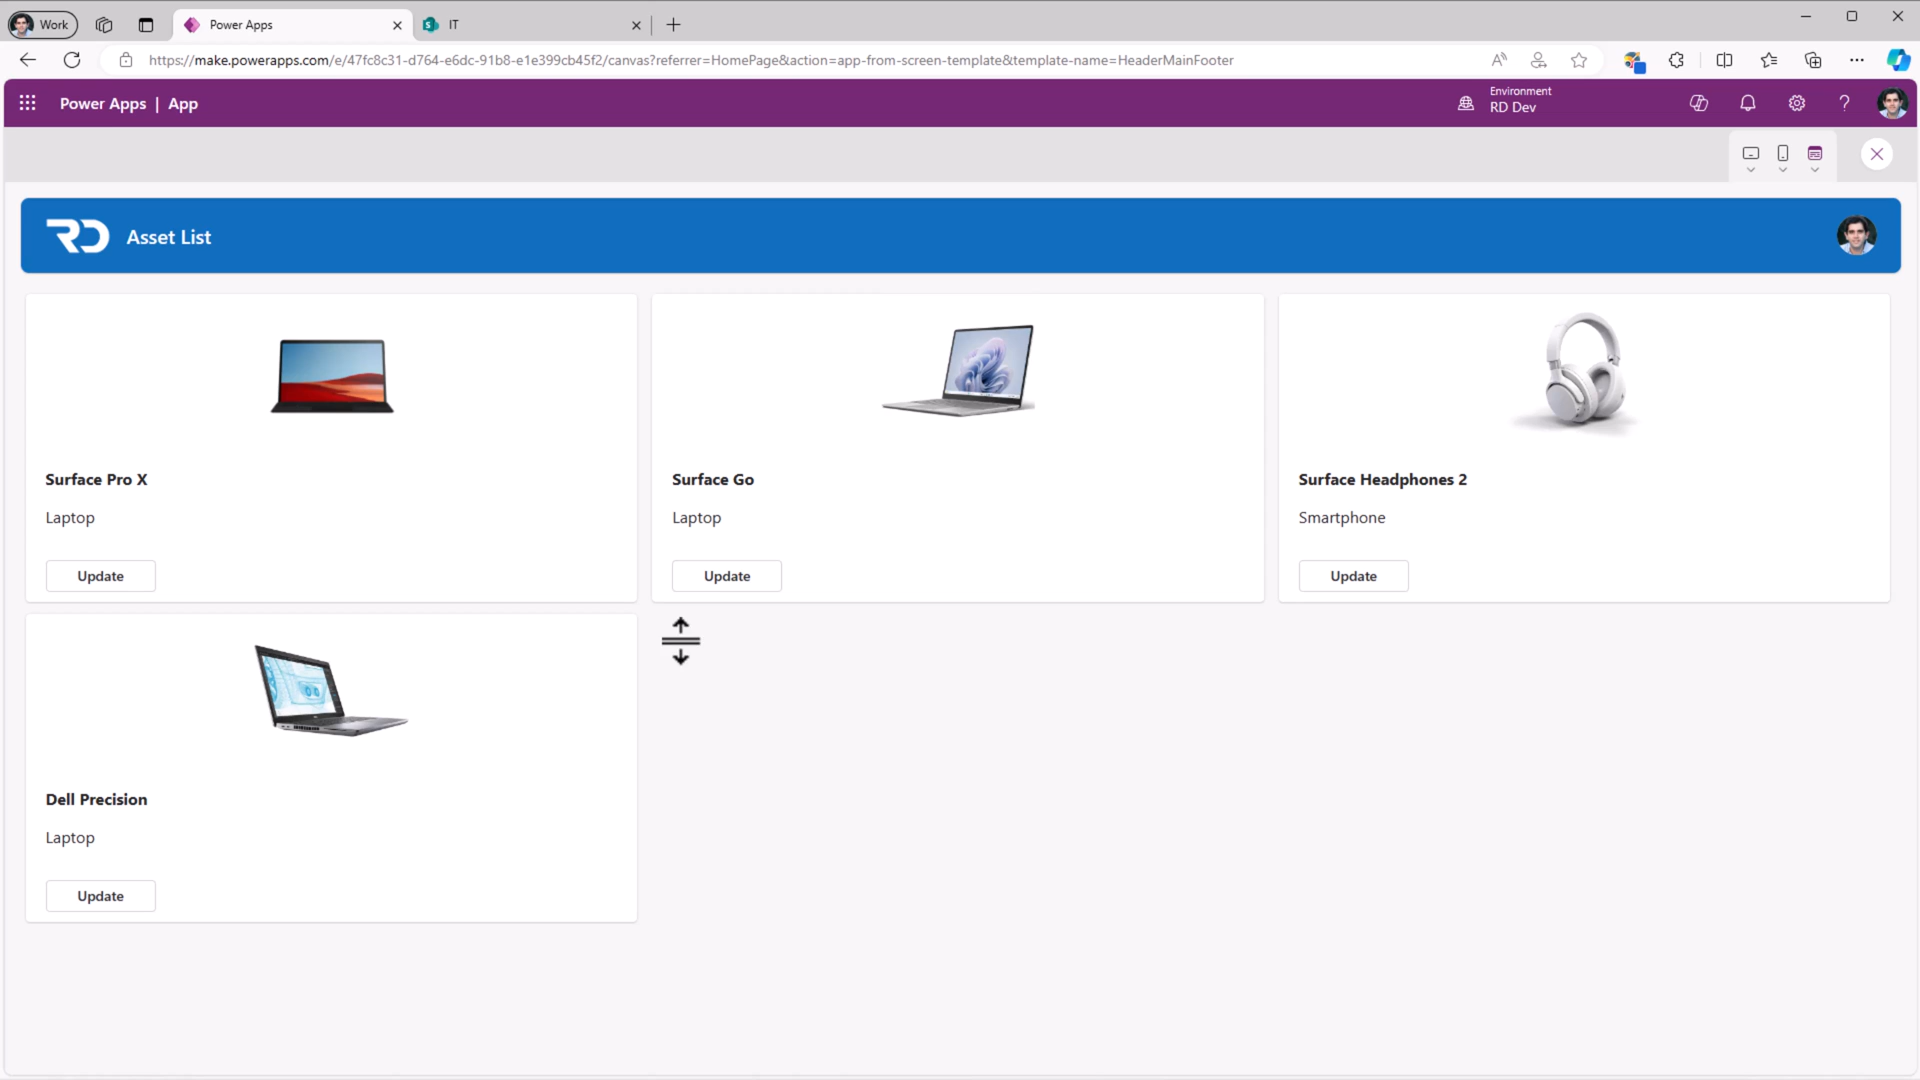 Work
Power Apps
IT
https://make.powerapps.com/e/47fc8c31-d764-e6dc-91b8-e1e399cb45f2/canvas?referrer=HomePage&action=app-from-screen-template&template-name=HeaderMainFooter
Power Apps | App
Environment
RD Dev
RD Asset List
Surface Pro X
Laptop
Update
Surface Go
Laptop
Update
Surface Headphones 2
Smartphone
Update
Dell Precision
Laptop
Update